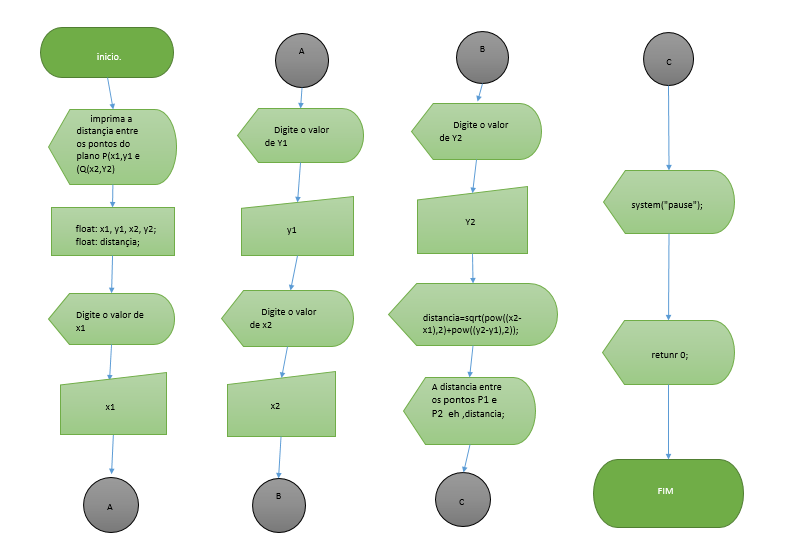 inicio.
imprima a
distançia entre
os pontos do
plano P(x1,y1 e
(Q(x2,Y2)
float: x1, y1, x2, y2;
float: distançia;
Digite o valor de
x1
x1
A
A
Digite o valor
de Y1
y1
Digite o valor
de x2
x2
B
B
Digite o valor
de Y2
Y2
distancia=sqrt(pow((x2-
x1),2)+pow((y2-y1),2));
A distancia entre
os pontos P1 e
P2 eh ,distancia;
C
C
system("pause");
retunr 0;
FIM